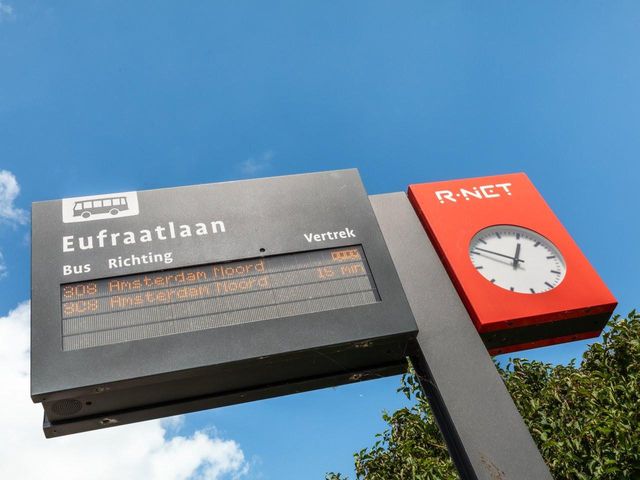 Eufraatlaan
Bus Richting Vertrek
308 Amsterdam Noord
308 Amsterdam Noord 15 min
R-NET